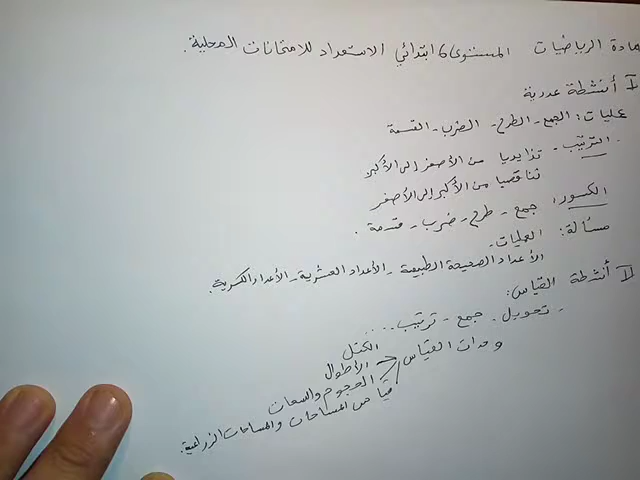 مادة الرياضيات المستوى 6 ابتدائي الاستعداد للامتحانات المحلية.
I أنشطة عددية
عمليات: الجمع - الطرح - الضرب - القسمة
- الترتيب - تزايديا من الأصغر إلى الأكبر
تناقصيا من الأكبر إلى الأصغر
الكسور: جمع - طرح - ضرب - قسمة.
مسألة: العمليات -
الأعداد الصحيحة الطبيعية - الأعداد العشرية - الأعداد الكسرية.
II أنشطة القياس:
- تحويل - جمع - ترتيب ....
وحدات القياس
الكتل
الأطوال
الحجوم والسعات
قياس المساحات والمساحات الزراعية.